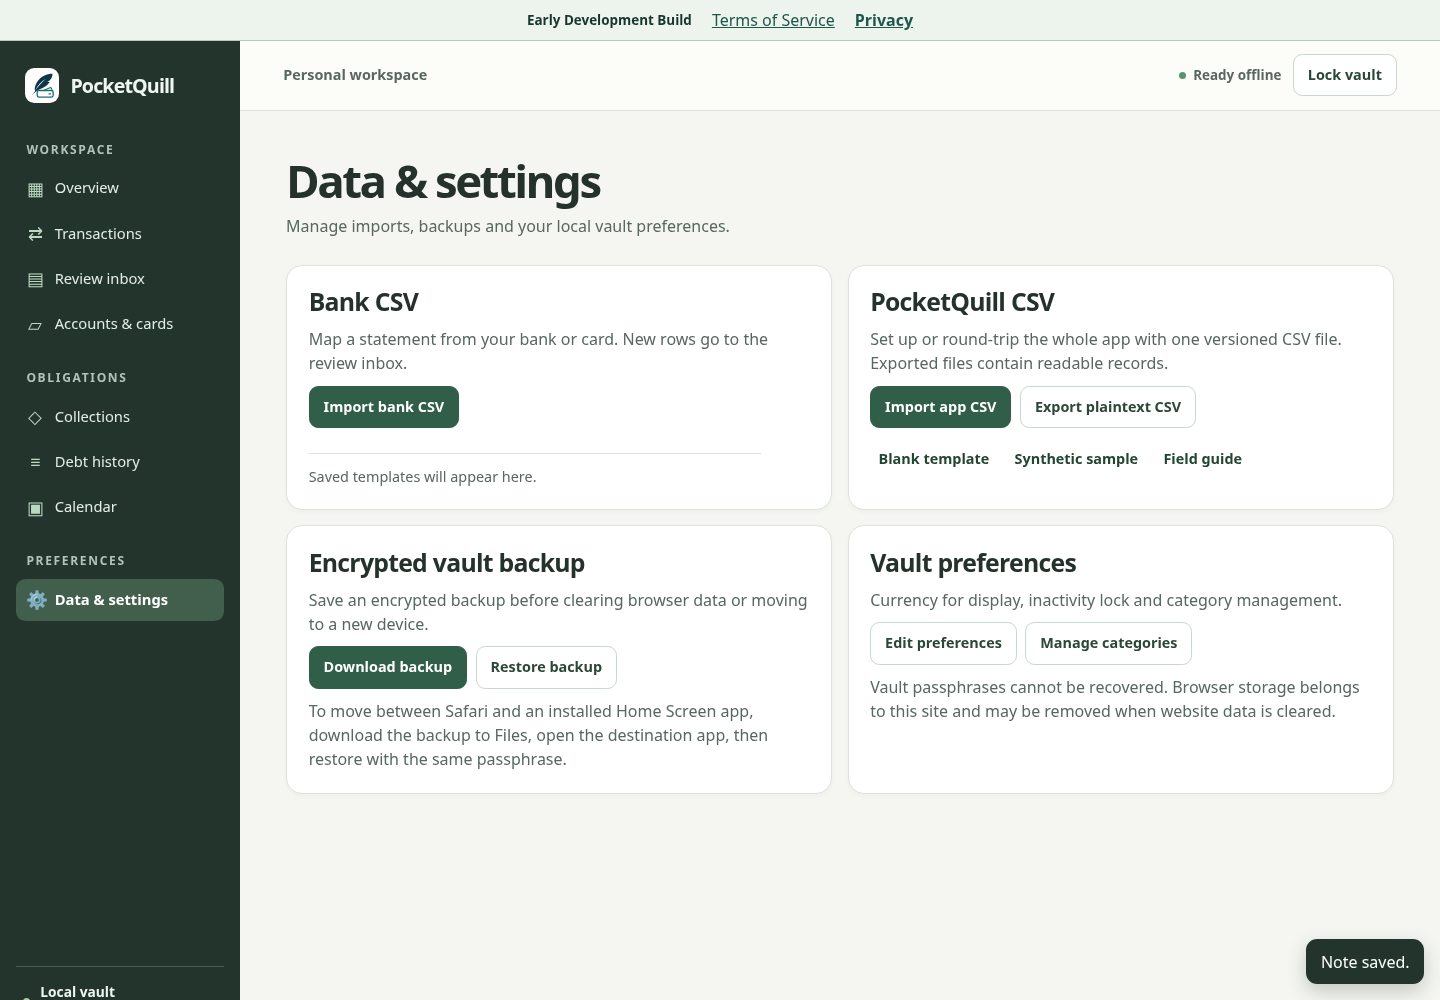 Early Development Build Terms of Service Privacy
PocketQuill
Personal workspace
Ready offline
Lock vault
WORKSPACE
Overview
Transactions
Review inbox
Accounts & cards
OBLIGATIONS
Collections
Debt history
Calendar
PREFERENCES
Data & settings
Local vault
Data & settings
Manage imports, backups and your local vault preferences.
Bank CSV
Map a statement from your bank or card. New rows go to the
review inbox.
Import bank CSV
Saved templates will appear here.
PocketQuill CSV
Set up or round-trip the whole app with one versioned CSV file.
Exported files contain readable records.
Import app CSV Export plaintext CSV
Blank template Synthetic sample Field guide
Encrypted vault backup
Save an encrypted backup before clearing browser data or moving
to a new device.
Download backup Restore backup
To move between Safari and an installed Home Screen app,
download the backup to Files, open the destination app, then
restore with the same passphrase.
Vault preferences
Currency for display, inactivity lock and category management.
Edit preferences Manage categories
Vault passphrases cannot be recovered. Browser storage belongs
to this site and may be removed when website data is cleared.
Note saved.